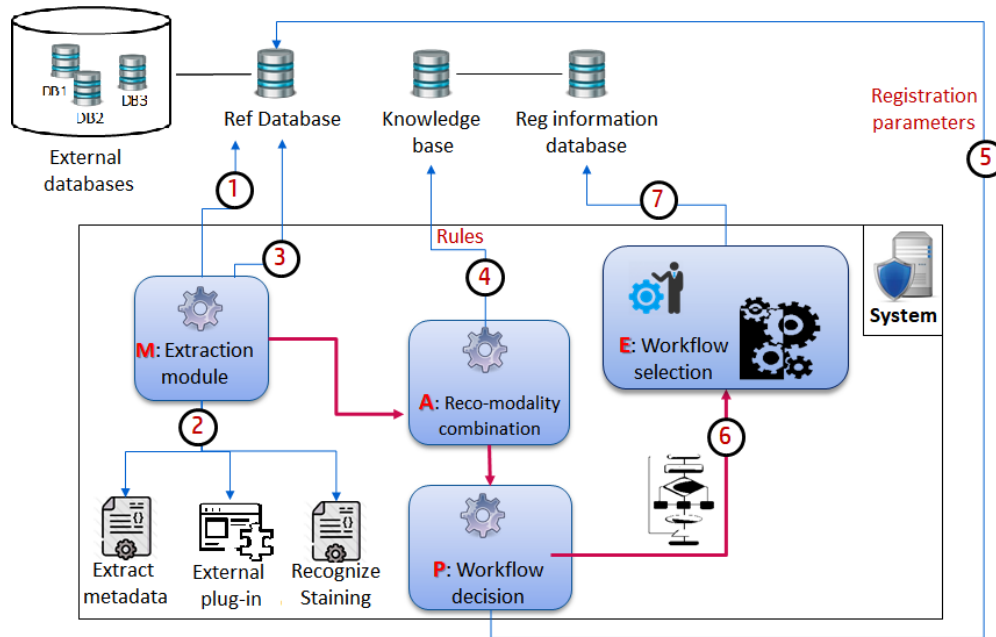 DB1
DB2
DB3
External
databases
Ref Database
Knowledge
base
Reg information
database
Registration
parameters
1
3
Rules
4
7
5
System
M: Extraction
module
2
A: Reco-modality
combination
E: Workflow
selection
6
P: Workflow
decision
Extract
metadata
External
plug-in
Recognize
Staining